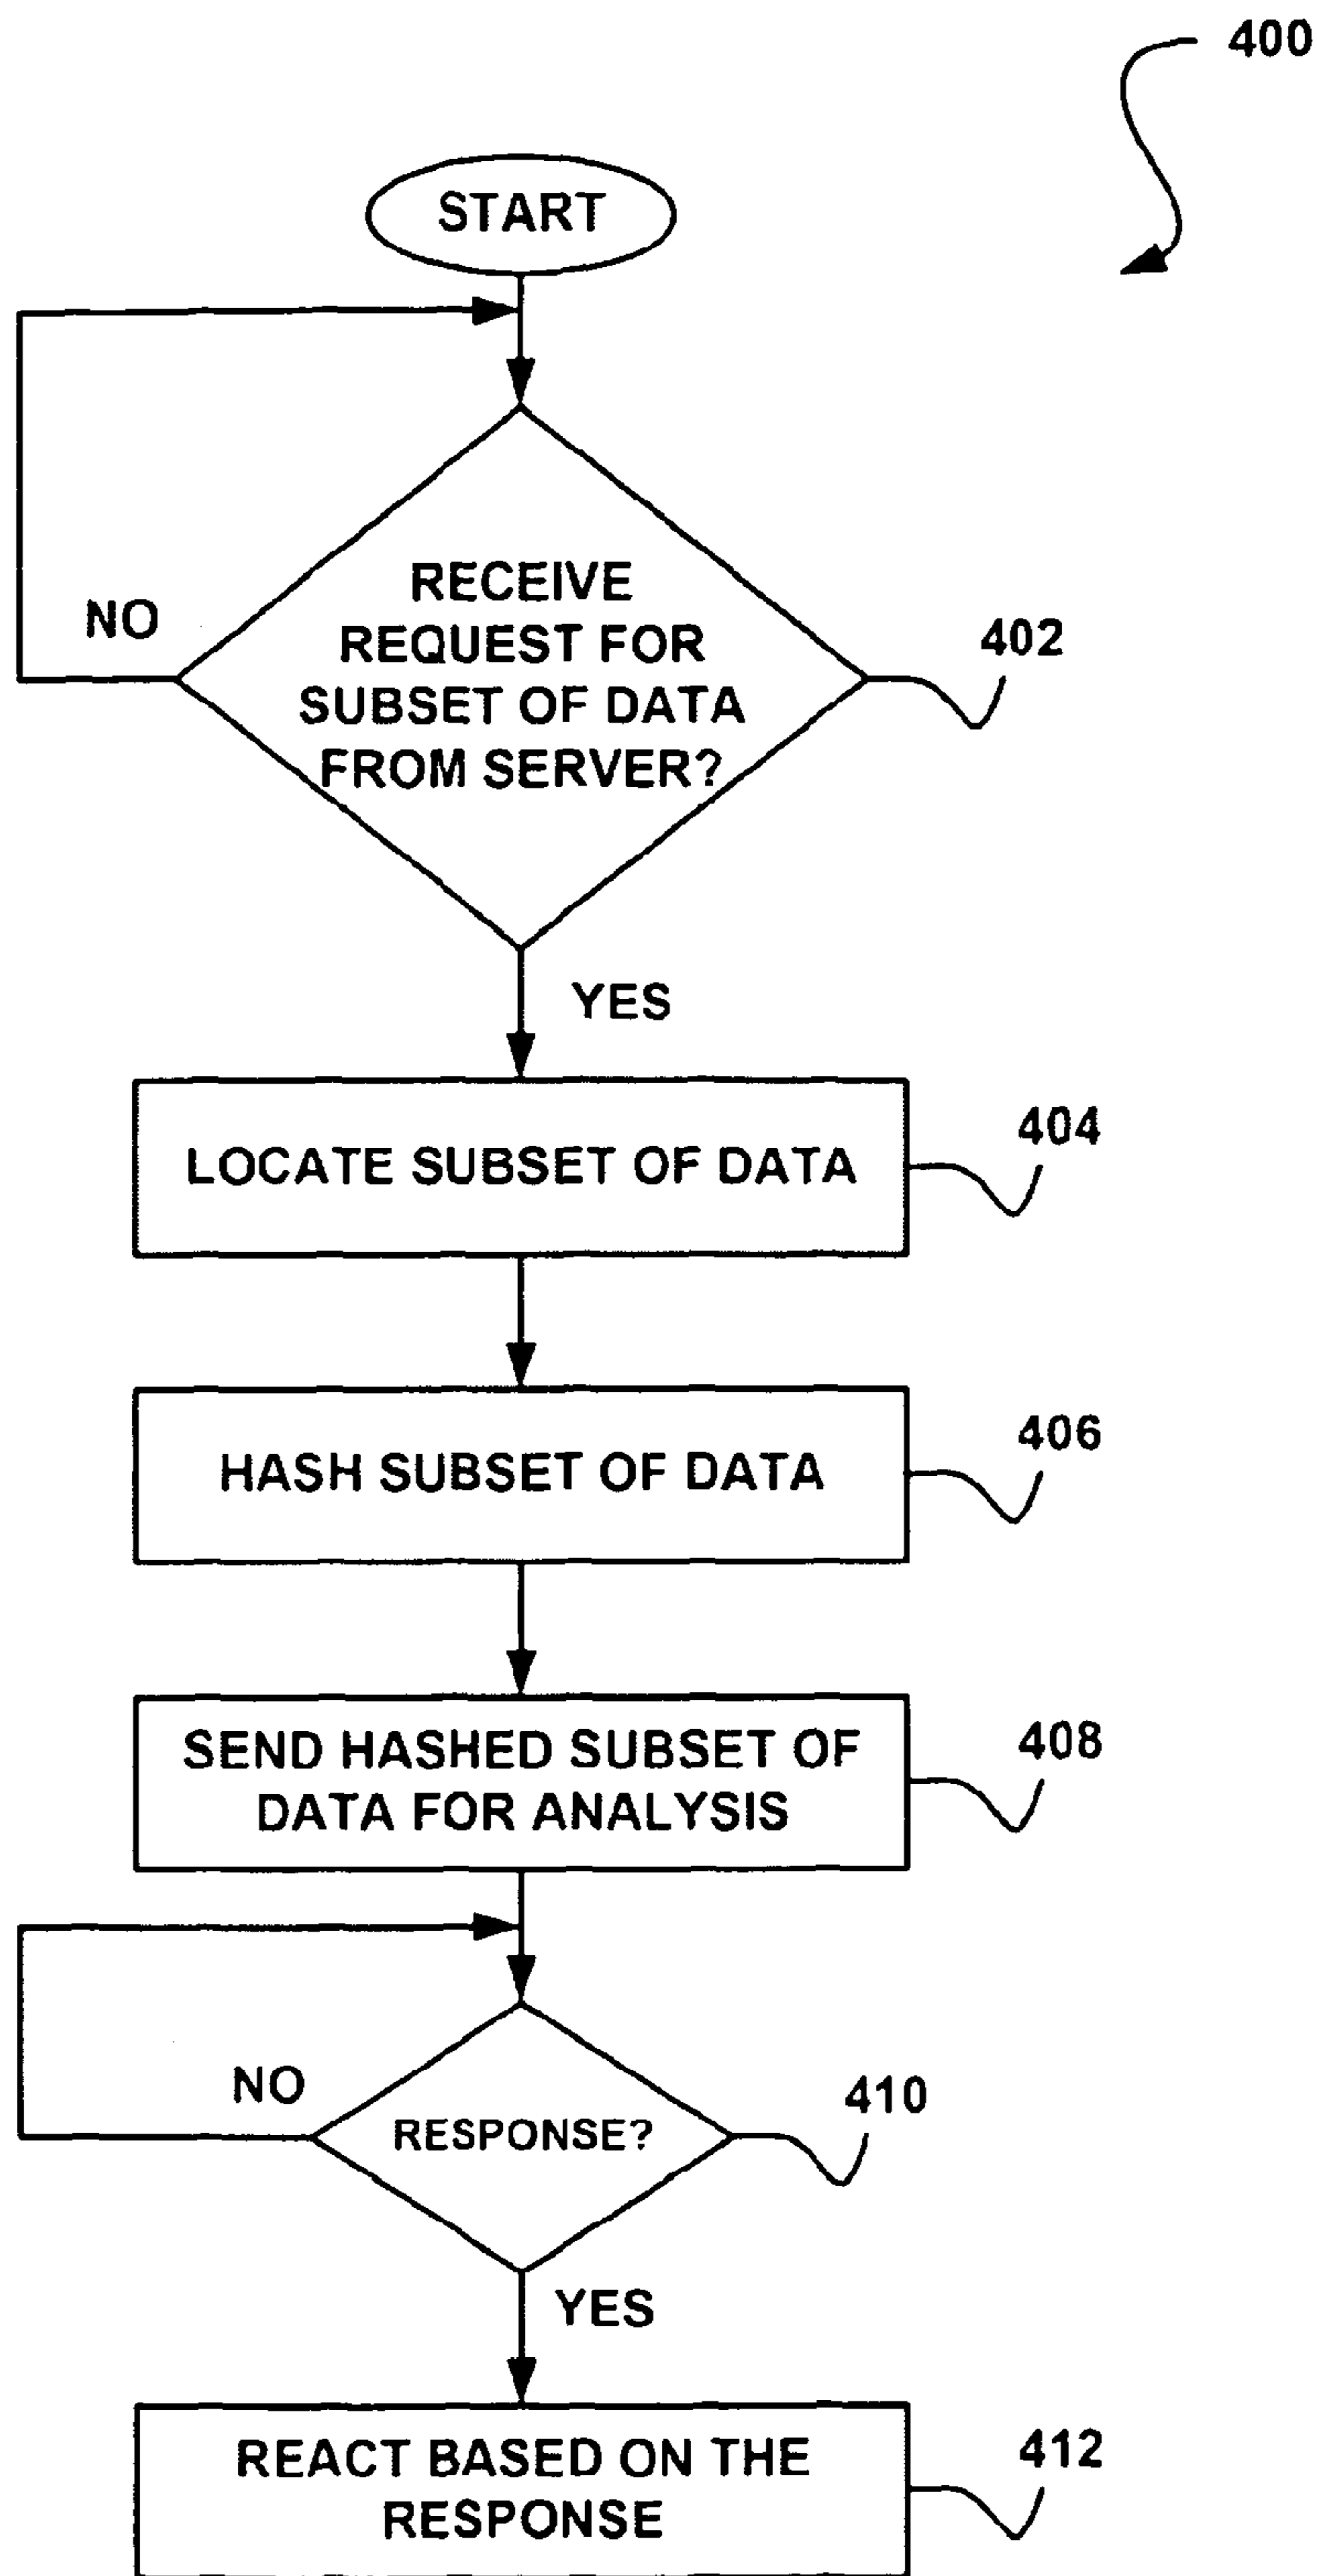 400
START
RECEIVE
REQUEST FOR
SUBSET OF DATA
FROM SERVER?
NO
402
YES
LOCATE SUBSET OF DATA
404
HASH SUBSET OF DATA
406
SEND HASHED SUBSET OF
DATA FOR ANALYSIS
408
NO
RESPONSE?
410
YES
REACT BASED ON THE
RESPONSE
412